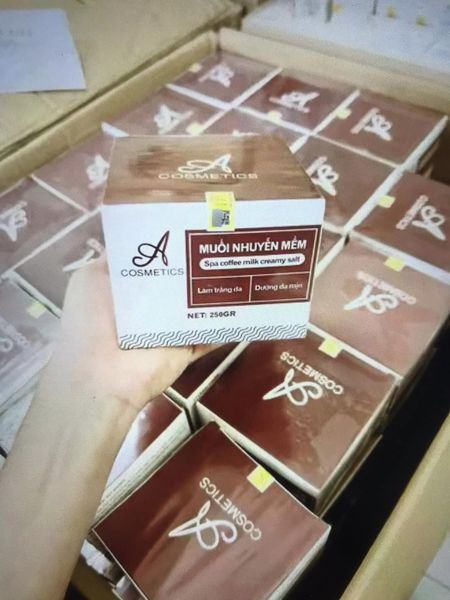 A
COSMETICS
A
COSMETICS
MUỐI NHUYỄN MỀM
Spa coffee milk creamy salt
Làm trắng da
Dưỡng da mịn
NET: 250GR
A
COSMETICS
A
COSMETICS
A
COSMETICS